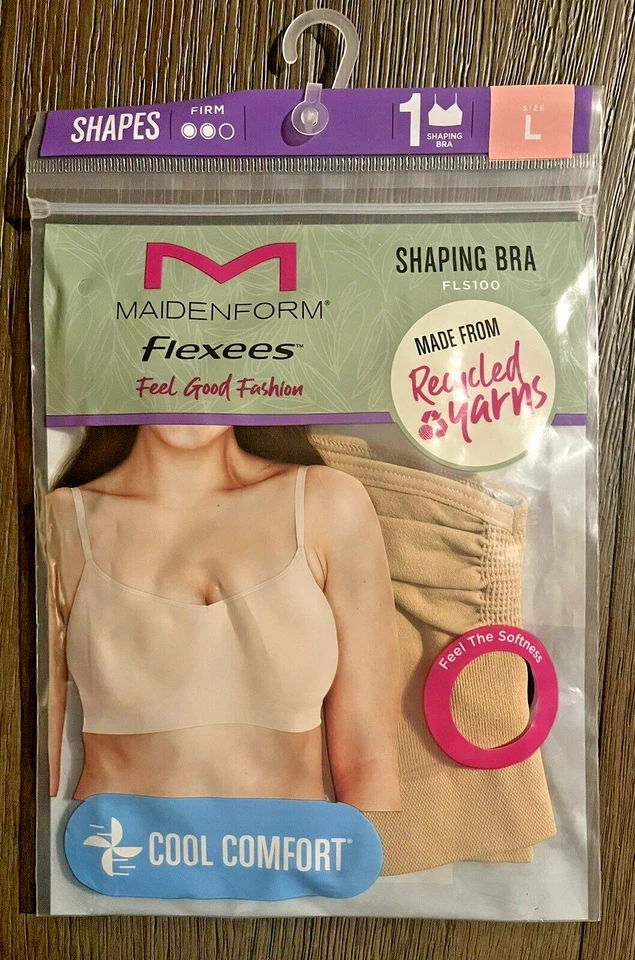 SHAPES
FIRM
1
SHAPING
BRA
SIZE
L
MAIDENFORM®
flexees™
Feel Good Fashion
SHAPING BRA
FLS100
MADE FROM
Recycled
yarns
Feel The Softness
COOL COMFORT®